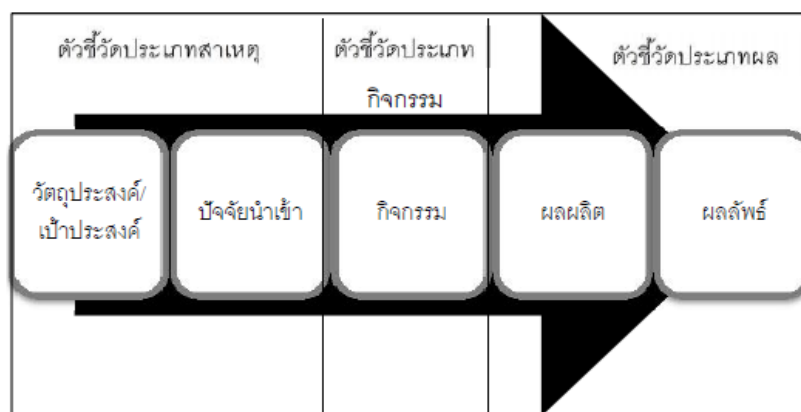 ตัวชี้วัดประเภทสาเหตุ
ตัวชี้วัดประเภท
กิจกรรม
ตัวชี้วัดประเภทผล
วัตถุประสงค์/
เป้าประสงค์
ปัจจัยนำเข้า
กิจกรรม
ผลผลิต
ผลลัพธ์